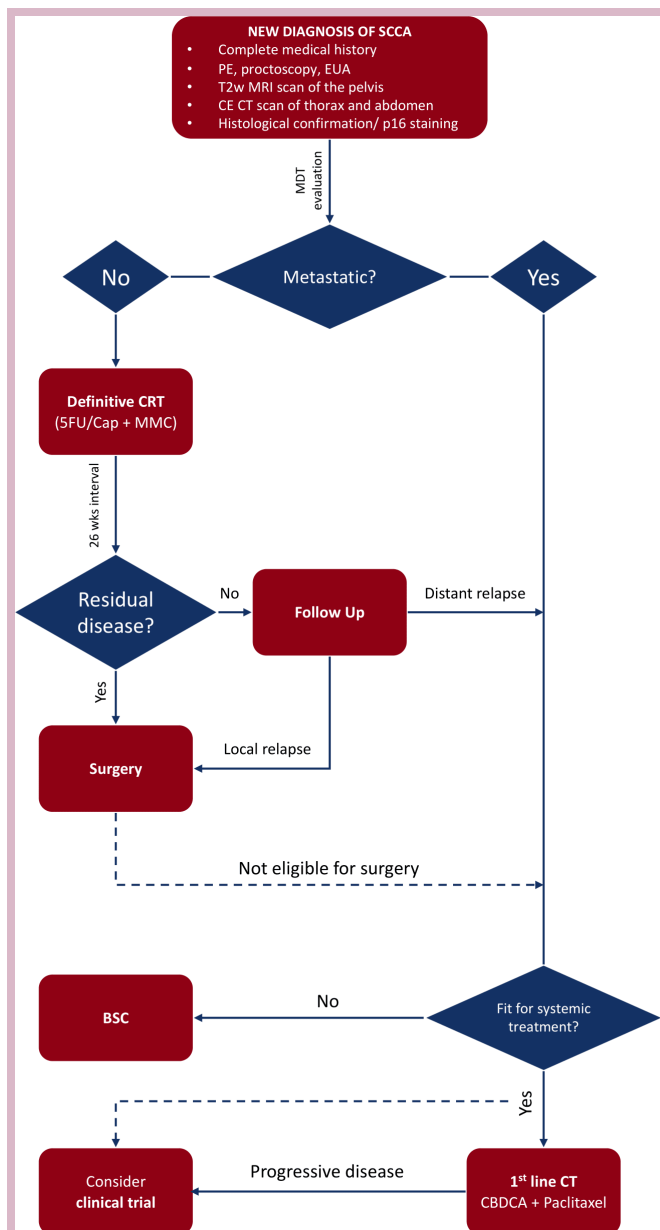 NEW DIAGNOSIS OF SCCA
• Complete medical history
• PE, proctoscopy, EUA
• T2w MRI scan of the pelvis
• CE CT scan of thorax and abdomen
• Histological confirmation/ p16 staining
MDT
evaluation
No
Metastatic?
Yes
Definitive CRT
(5FU/Cap + MMC)
26 wks interval
Residual
disease?
No
Follow Up
Distant relapse
Yes
Surgery
Local relapse
Not eligible for surgery
BSC
No
Fit for systemic
treatment?
Yes
Consider
clinical trial
Progressive disease
1st line CT
CBDCA + Paclitaxel